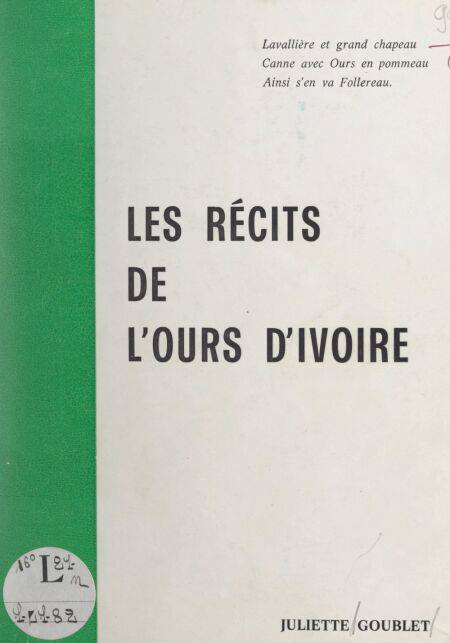 Lavallière et grand chapeau
Canne avec Ours en pommeau
Ainsi s'en va Follereau.
LES RÉCITS
DE
L'OURS D'IVOIRE
16°
L
JULIETTE GOUBLET